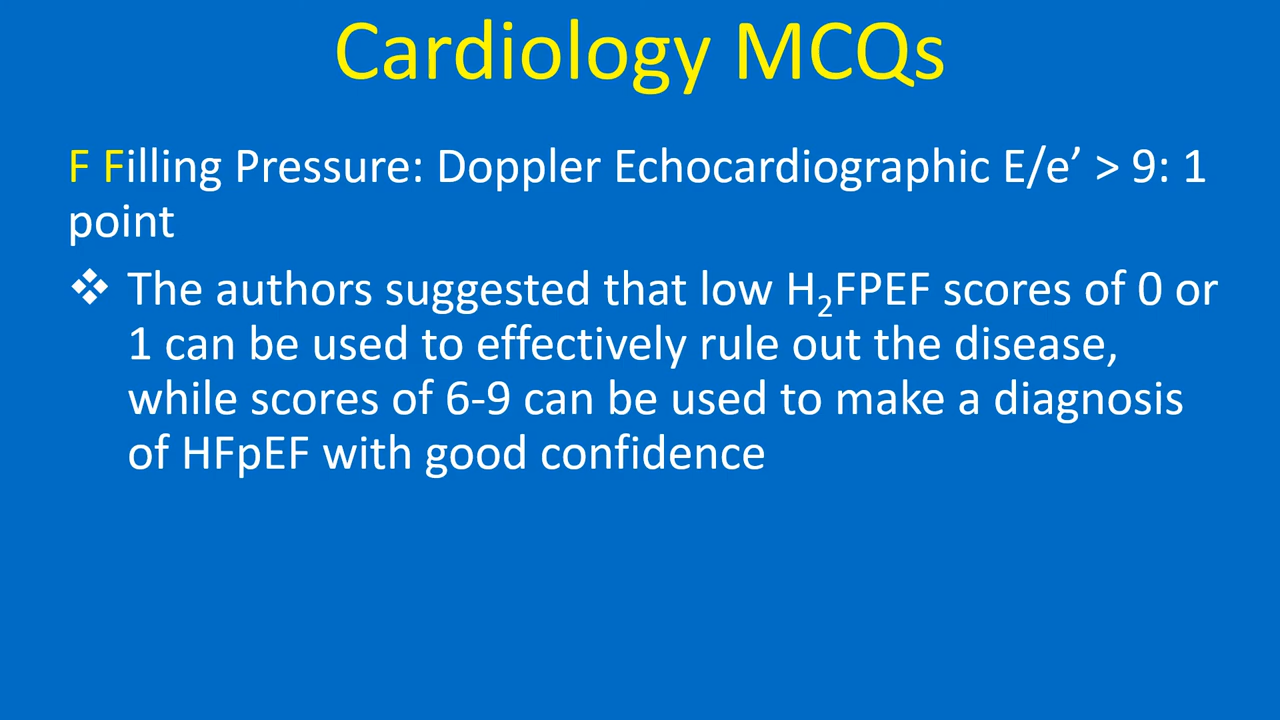 Cardiology MCQs
F Filling Pressure: Doppler Echocardiographic E/e’ > 9: 1
point
❖ The authors suggested that low H₂FPEF scores of 0 or
1 can be used to effectively rule out the disease,
while scores of 6-9 can be used to make a diagnosis
of HFpEF with good confidence